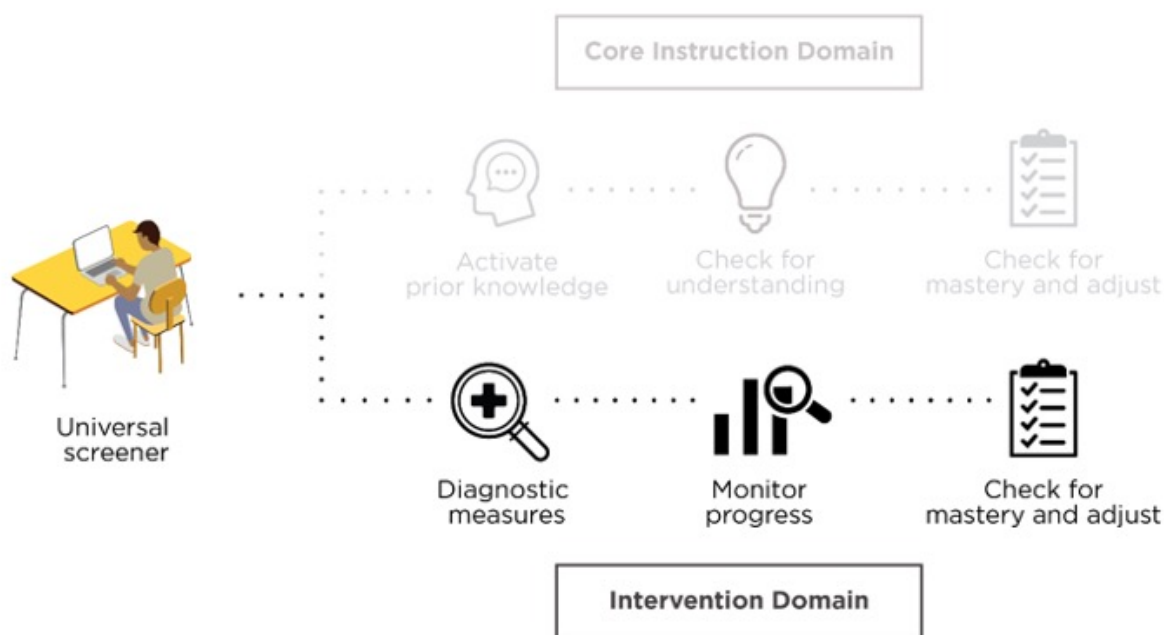 Core Instruction Domain
Activate
prior knowledge
Check for
understanding
Check for
mastery and adjust
Universal
screener
Diagnostic
measures
Monitor
progress
Check for
mastery and adjust
Intervention Domain